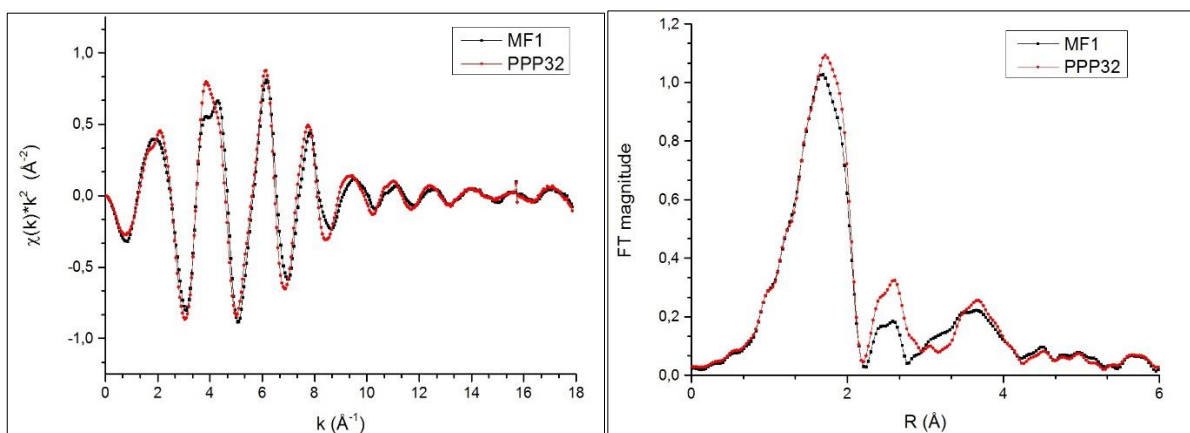 χ(k)*k² (Å⁻²)
1,0
0,5
0,0
-0,5
-1,0
0 2 4 6 8 10 12 14 16 18
k (Å⁻¹)
MF1
PPP32
FT magnitude
1,2
1,0
0,8
0,6
0,4
0,2
0,0
0 2 4 6
R (Å)
MF1
PPP32